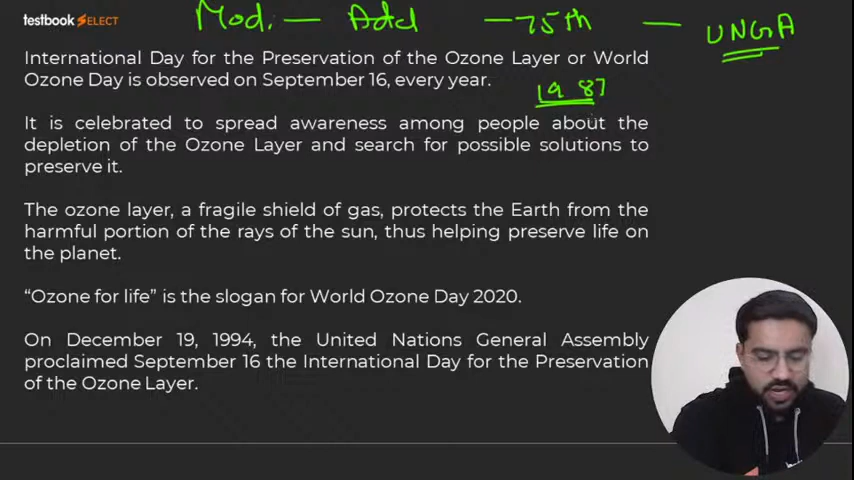 testbook SELECT
Modi - Add - 75th - UNGA
International Day for the Preservation of the Ozone Layer or World
Ozone Day is observed on September 16, every year.
1987
It is celebrated to spread awareness among people about the
depletion of the Ozone Layer and search for possible solutions to
preserve it.
The ozone layer, a fragile shield of gas, protects the Earth from the
harmful portion of the rays of the sun, thus helping preserve life on
the planet.
“Ozone for life” is the slogan for World Ozone Day 2020.
On December 19, 1994, the United Nations General Assembly
proclaimed September 16 the International Day for the Preservation
of the Ozone Layer.